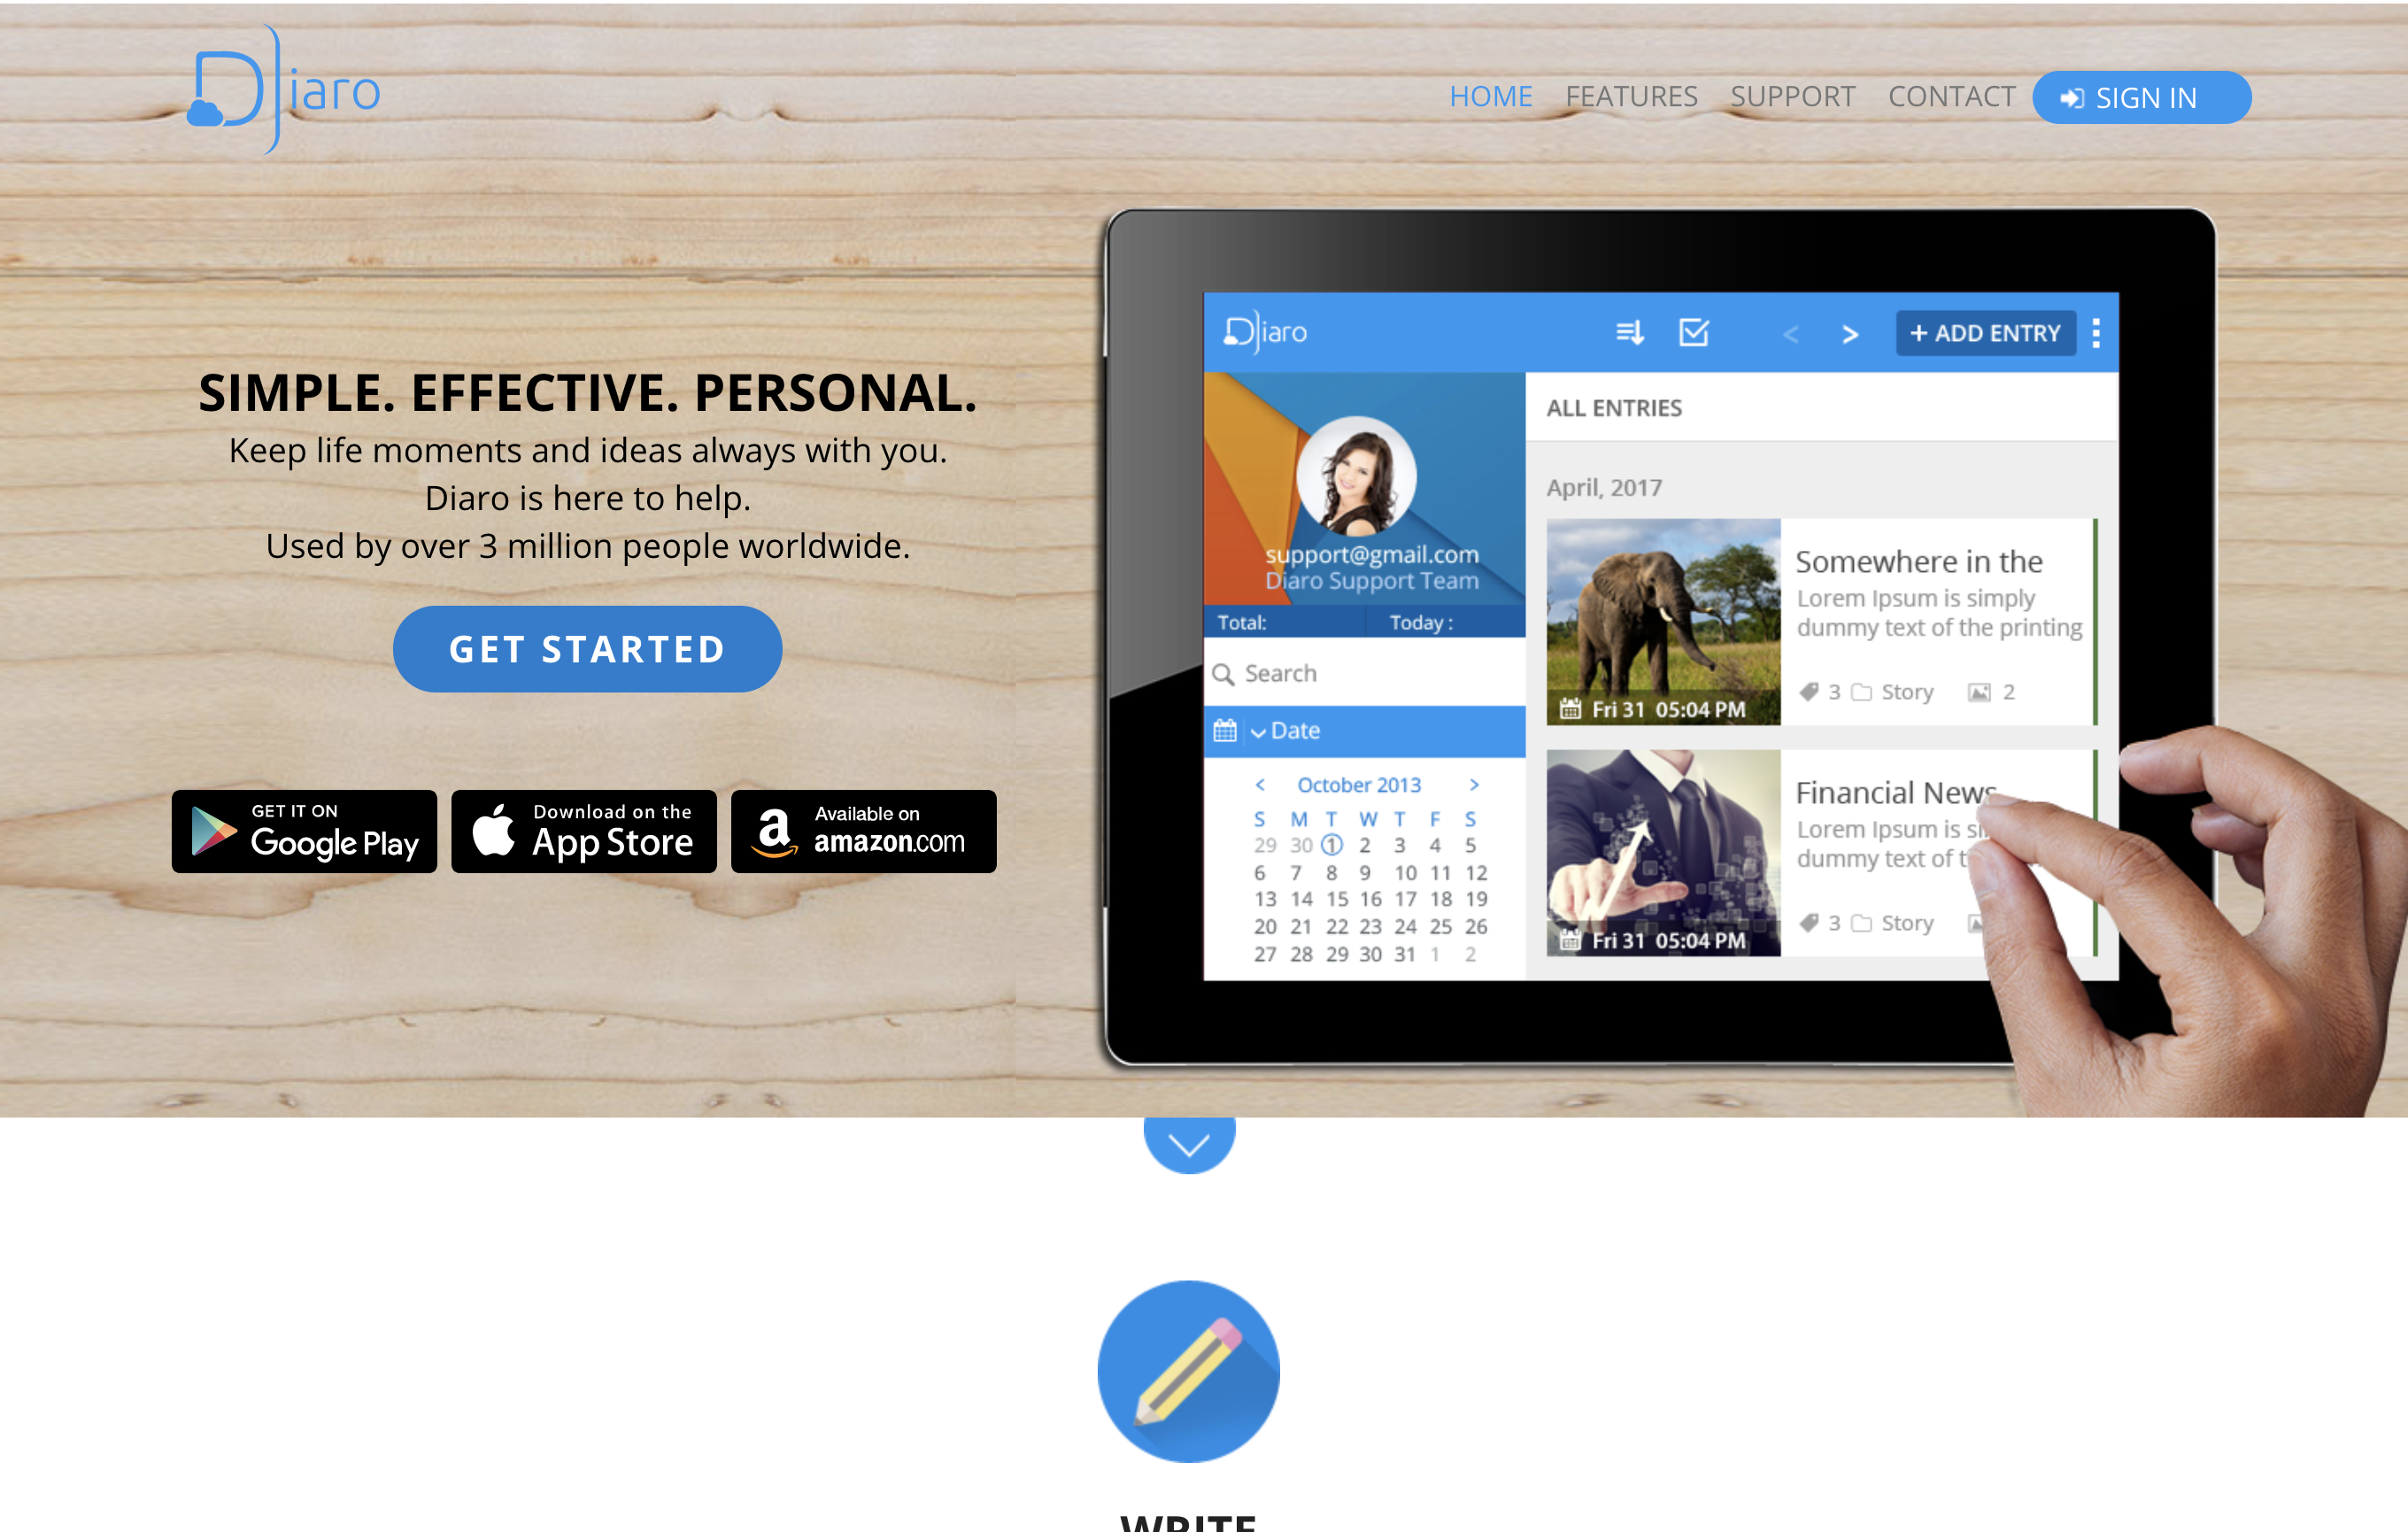 Diaro
HOME FEATURES SUPPORT CONTACT SIGN IN
SIMPLE. EFFECTIVE. PERSONAL.
Keep life moments and ideas always with you.
Diaro is here to help.
Used by over 3 million people worldwide.
GET STARTED
GET IT ON
Google Play
Download on the
App Store
Available on
amazon.com
Diaro
+ ADD ENTRY
support@gmail.com
Diaro Support Team
Total: Today :
Search
Date
< October 2013 >
S M T W T F S
29 30 1 2 3 4 5
6 7 8 9 10 11 12
13 14 15 16 17 18 19
20 21 22 23 24 25 26
27 28 29 30 31 1 2
ALL ENTRIES
April, 2017
Somewhere in the
Lorem Ipsum is simply
dummy text of the printing
3 Story 2
Fri 31 05:04 PM
Financial News
Lorem Ipsum is
dummy text of
3 Story
Fri 31 05:04 PM
WRITE